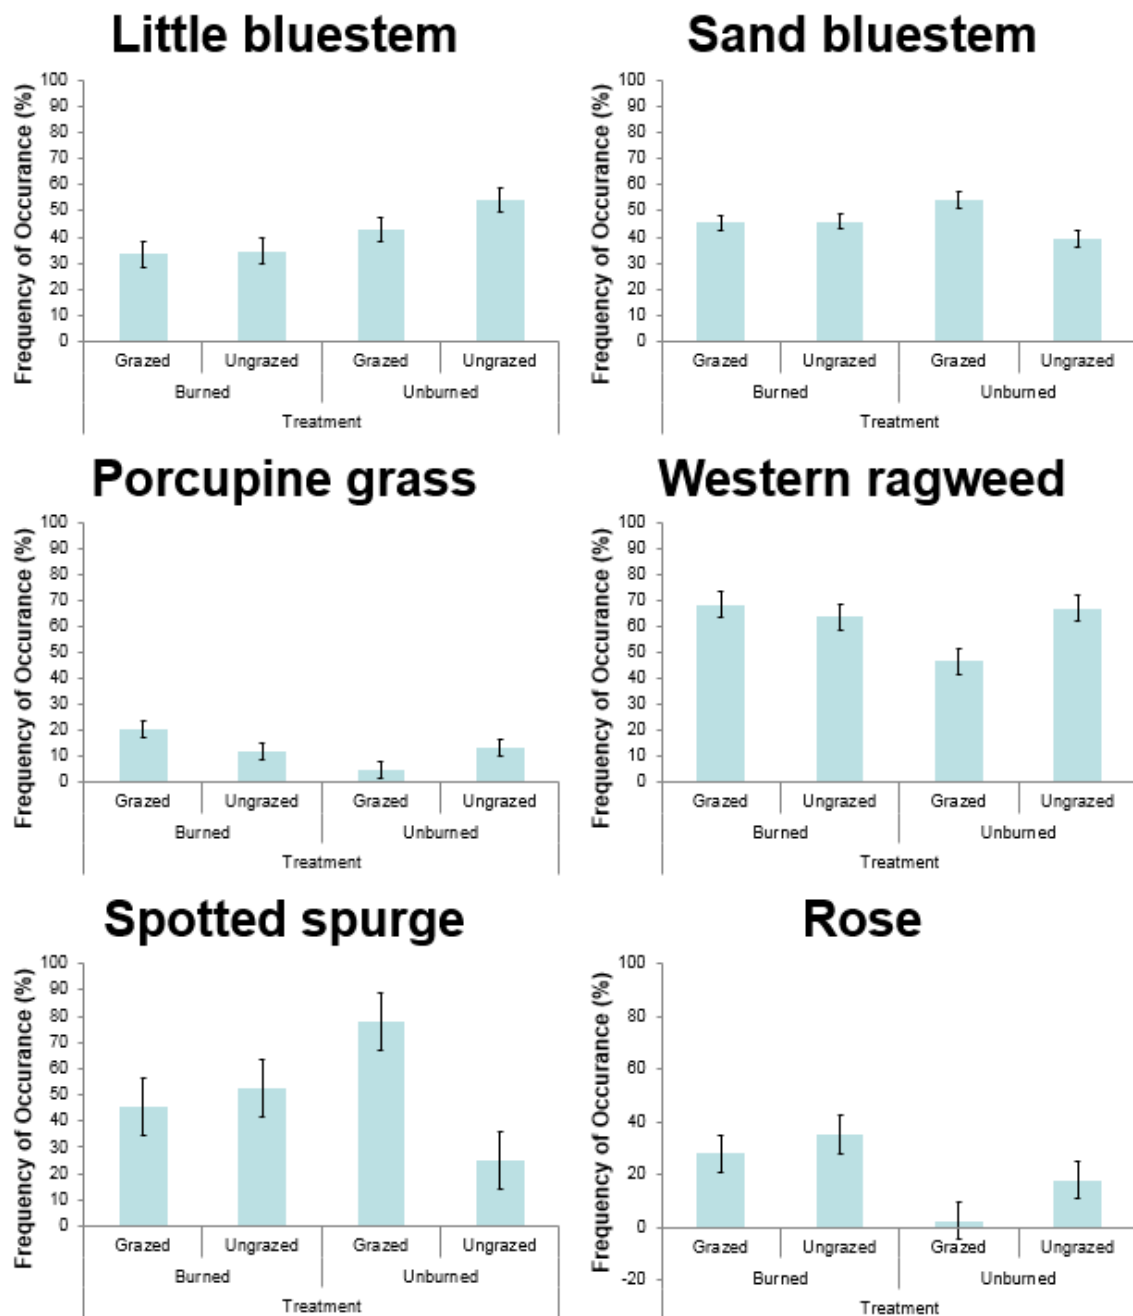 Little bluestem
Frequency of Occurance (%)
100
90
80
70
60
50
40
30
20
10
0
Grazed Ungrazed Grazed Ungrazed
Burned Unburned
Treatment
Sand bluestem
Frequency of Occurance (%)
100
90
80
70
60
50
40
30
20
10
0
Grazed Ungrazed Grazed Ungrazed
Burned Unburned
Treatment
Porcupine grass
Frequency of Occurance (%)
100
90
80
70
60
50
40
30
20
10
0
Grazed Ungrazed Grazed Ungrazed
Burned Unburned
Treatment
Western ragweed
Frequency of Occurance (%)
100
90
80
70
60
50
40
30
20
10
0
Grazed Ungrazed Grazed Ungrazed
Burned Unburned
Treatment
Spotted spurge
Frequency of Occurance (%)
100
90
80
70
60
50
40
30
20
10
0
Grazed Ungrazed Grazed Ungrazed
Burned Unburned
Treatment
Rose
Frequency of Occurance (%)
100
80
60
40
20
0
-20
Grazed Ungrazed Grazed Ungrazed
Burned Unburned
Treatment